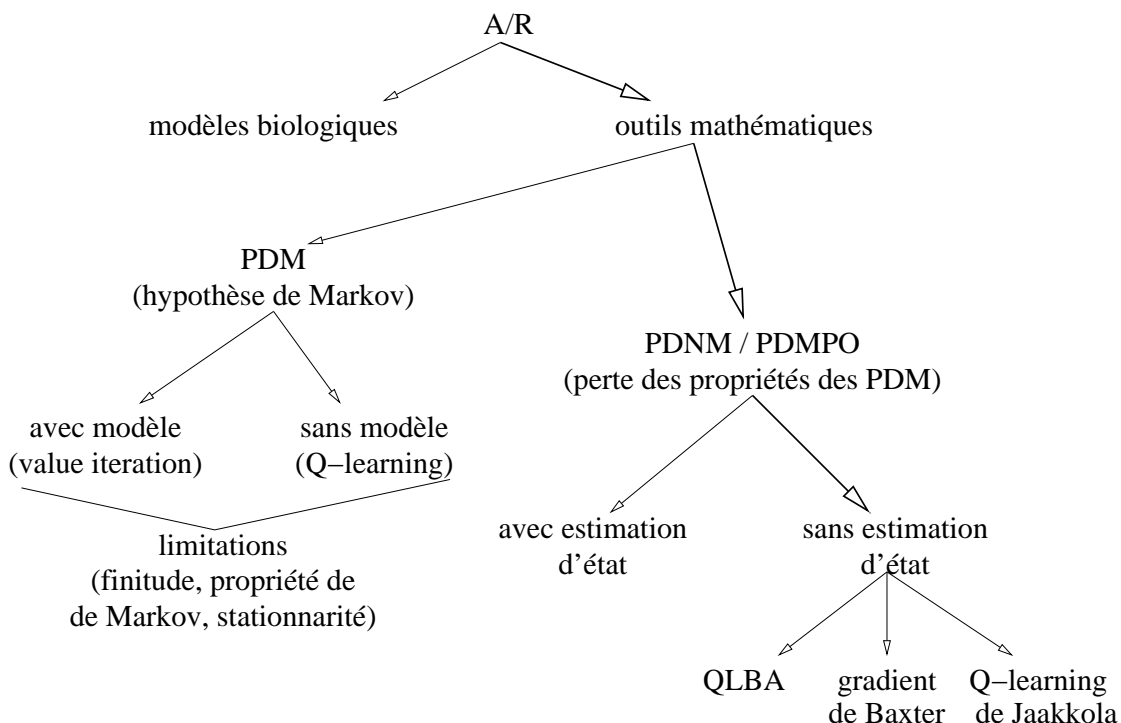 A/R
modèles biologiques
outils mathématiques
PDM
(hypothèse de Markov)
PDNM / PDMPO
(perte des propriétés des PDM)
avec modèle
(value iteration)
sans modèle
(Q−learning)
limitations
(finitude, propriété de
de Markov, stationnarité)
avec estimation
d’état
sans estimation
d’état
QLBA
gradient
de Baxter
Q−learning
de Jaakkola